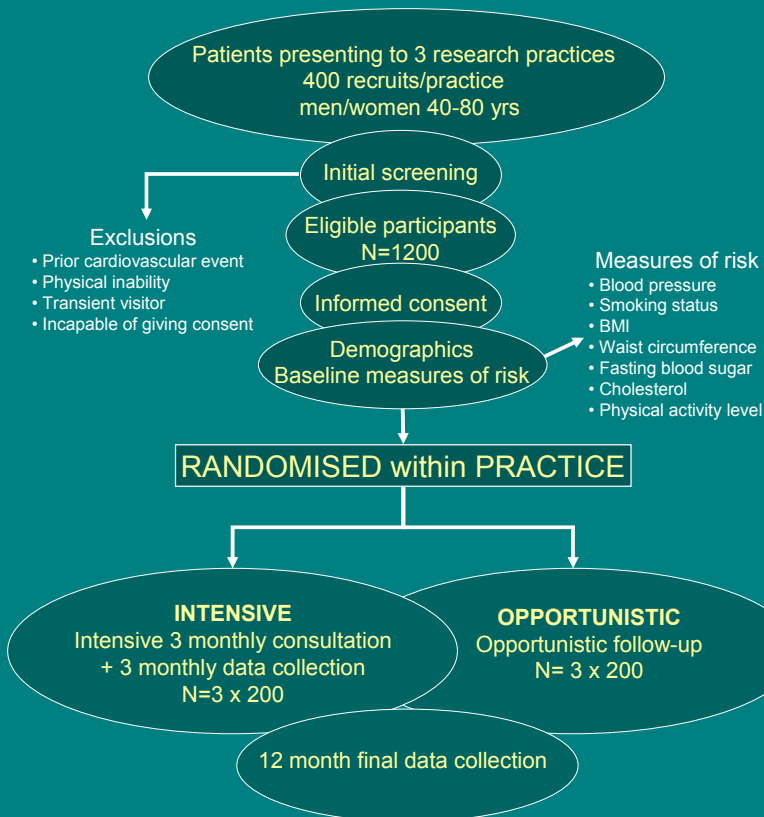 Patients presenting to 3 research practices
400 recruits/practice
men/women 40-80 yrs
Initial screening
Exclusions
• Prior cardiovascular event
• Physical inability
• Transient visitor
• Incapable of giving consent
Eligible participants
N=1200
Informed consent
Demographics
Baseline measures of risk
Measures of risk
• Blood pressure
• Smoking status
• BMI
• Waist circumference
• Fasting blood sugar
• Cholesterol
• Physical activity level
RANDOMISED within PRACTICE
INTENSIVE
Intensive 3 monthly consultation
+ 3 monthly data collection
N=3 x 200
OPPORTUNISTIC
Opportunistic follow-up
N= 3 x 200
12 month final data collection